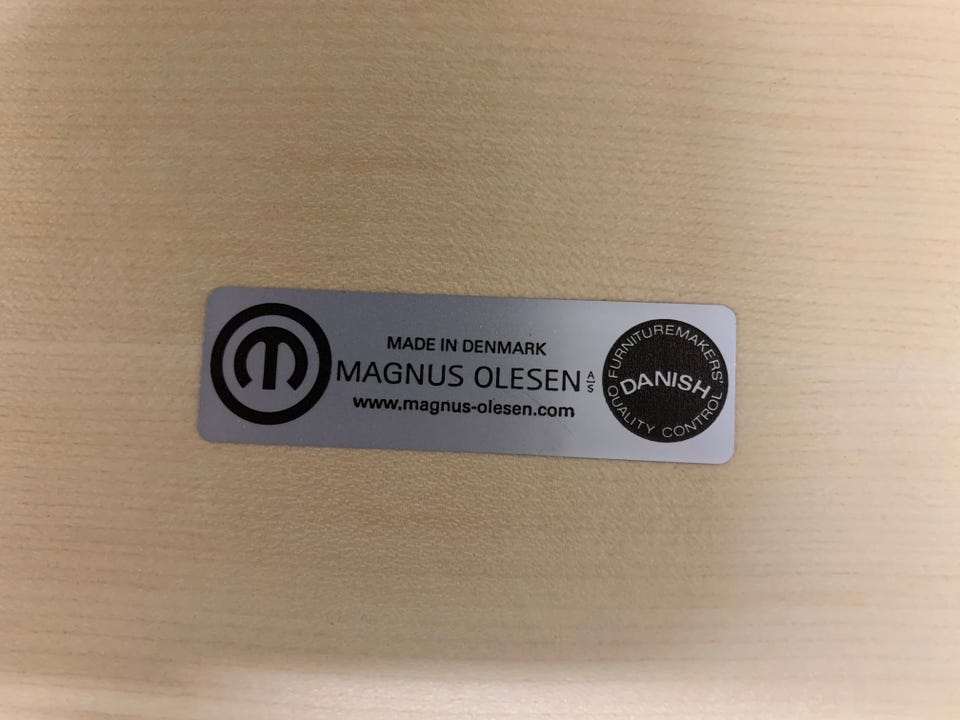 MADE IN DENMARK
MAGNUS OLESEN A/S
www.magnus-olesen.com
FURNITUREMAKERS'
DANISH
QUALITY CONTROL